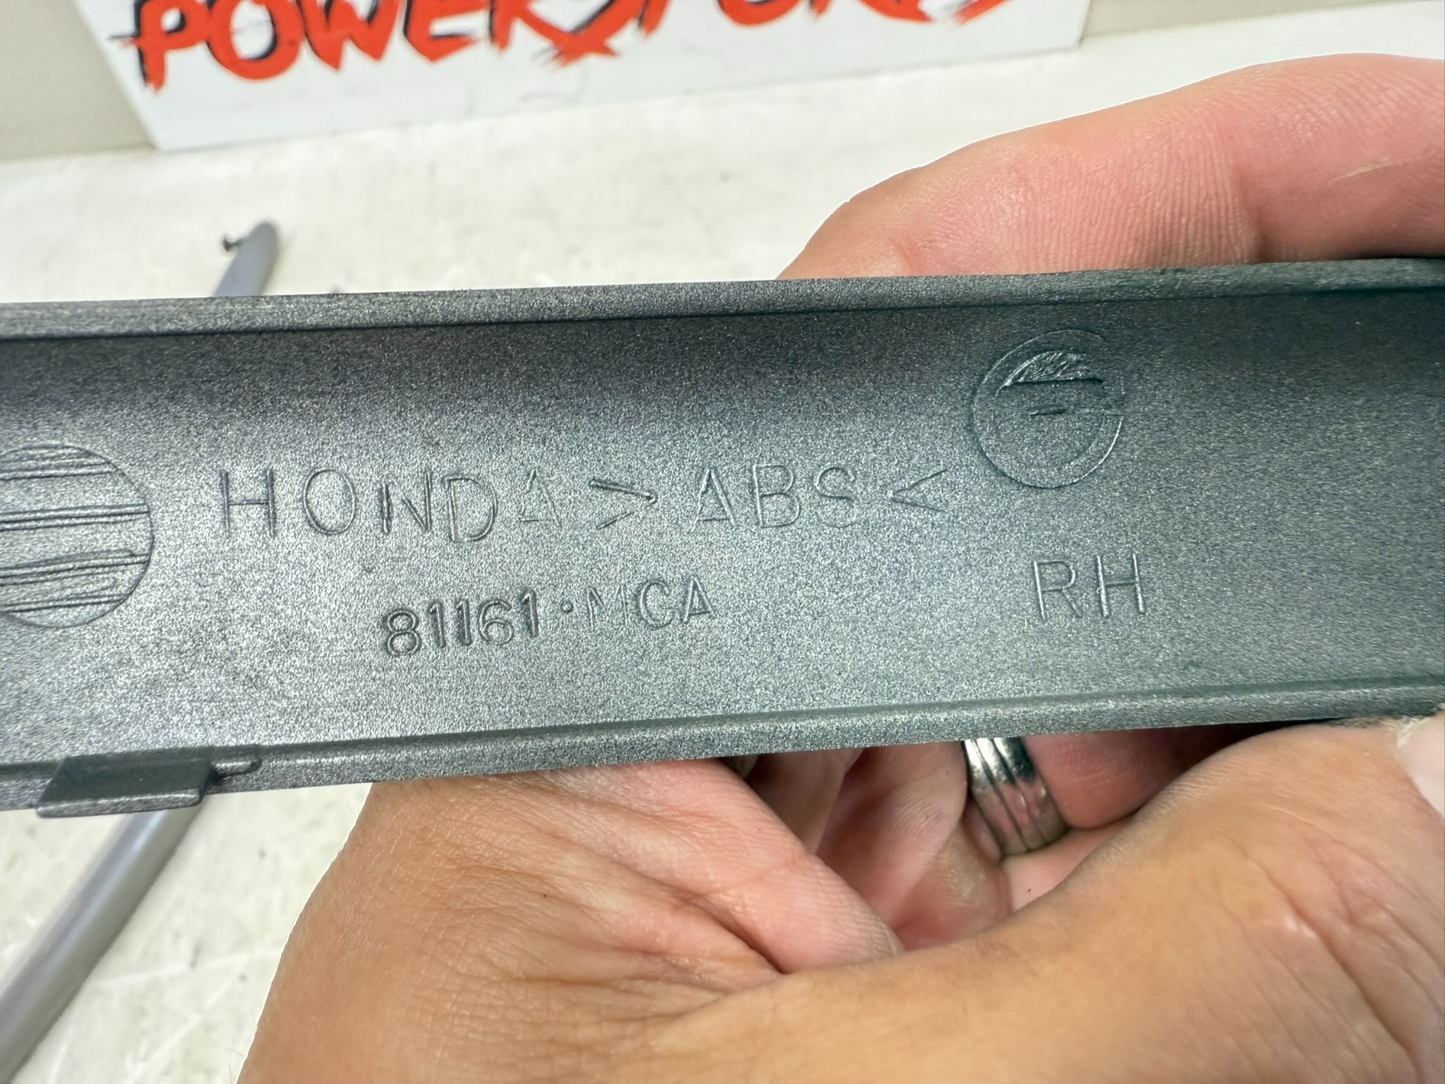 POWERSPORTS
HONDA >ABS<
81161·MCA
RH